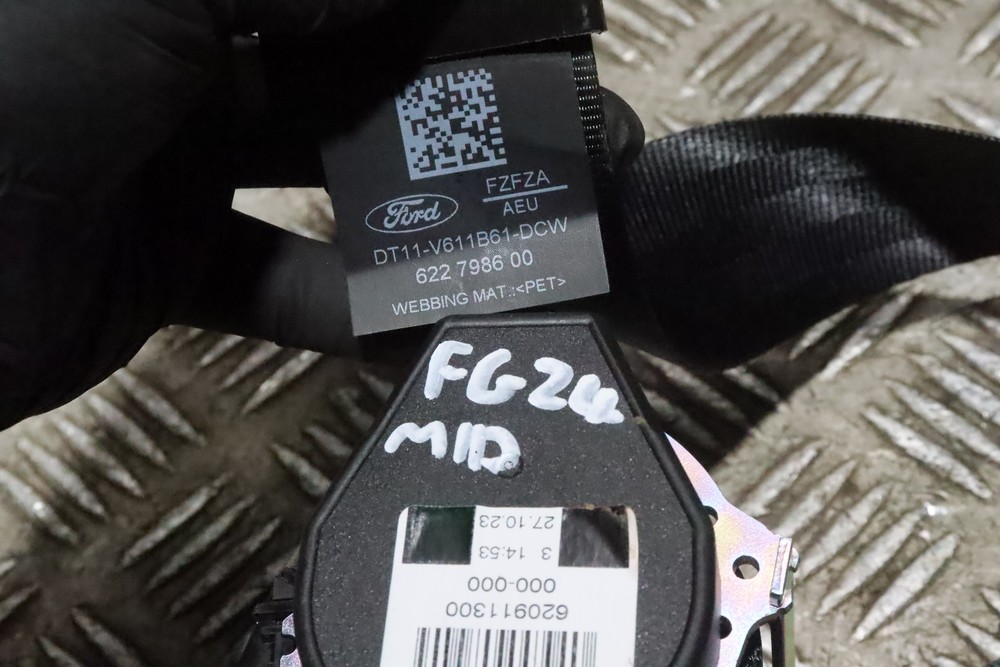 FZFZA
AEU
Ford
DT11-V611B61-DCW
622 7986 00
WEBBING MAT.:<PET>
FG24
MID
27.10.23
3 14:53
000-000
620911300